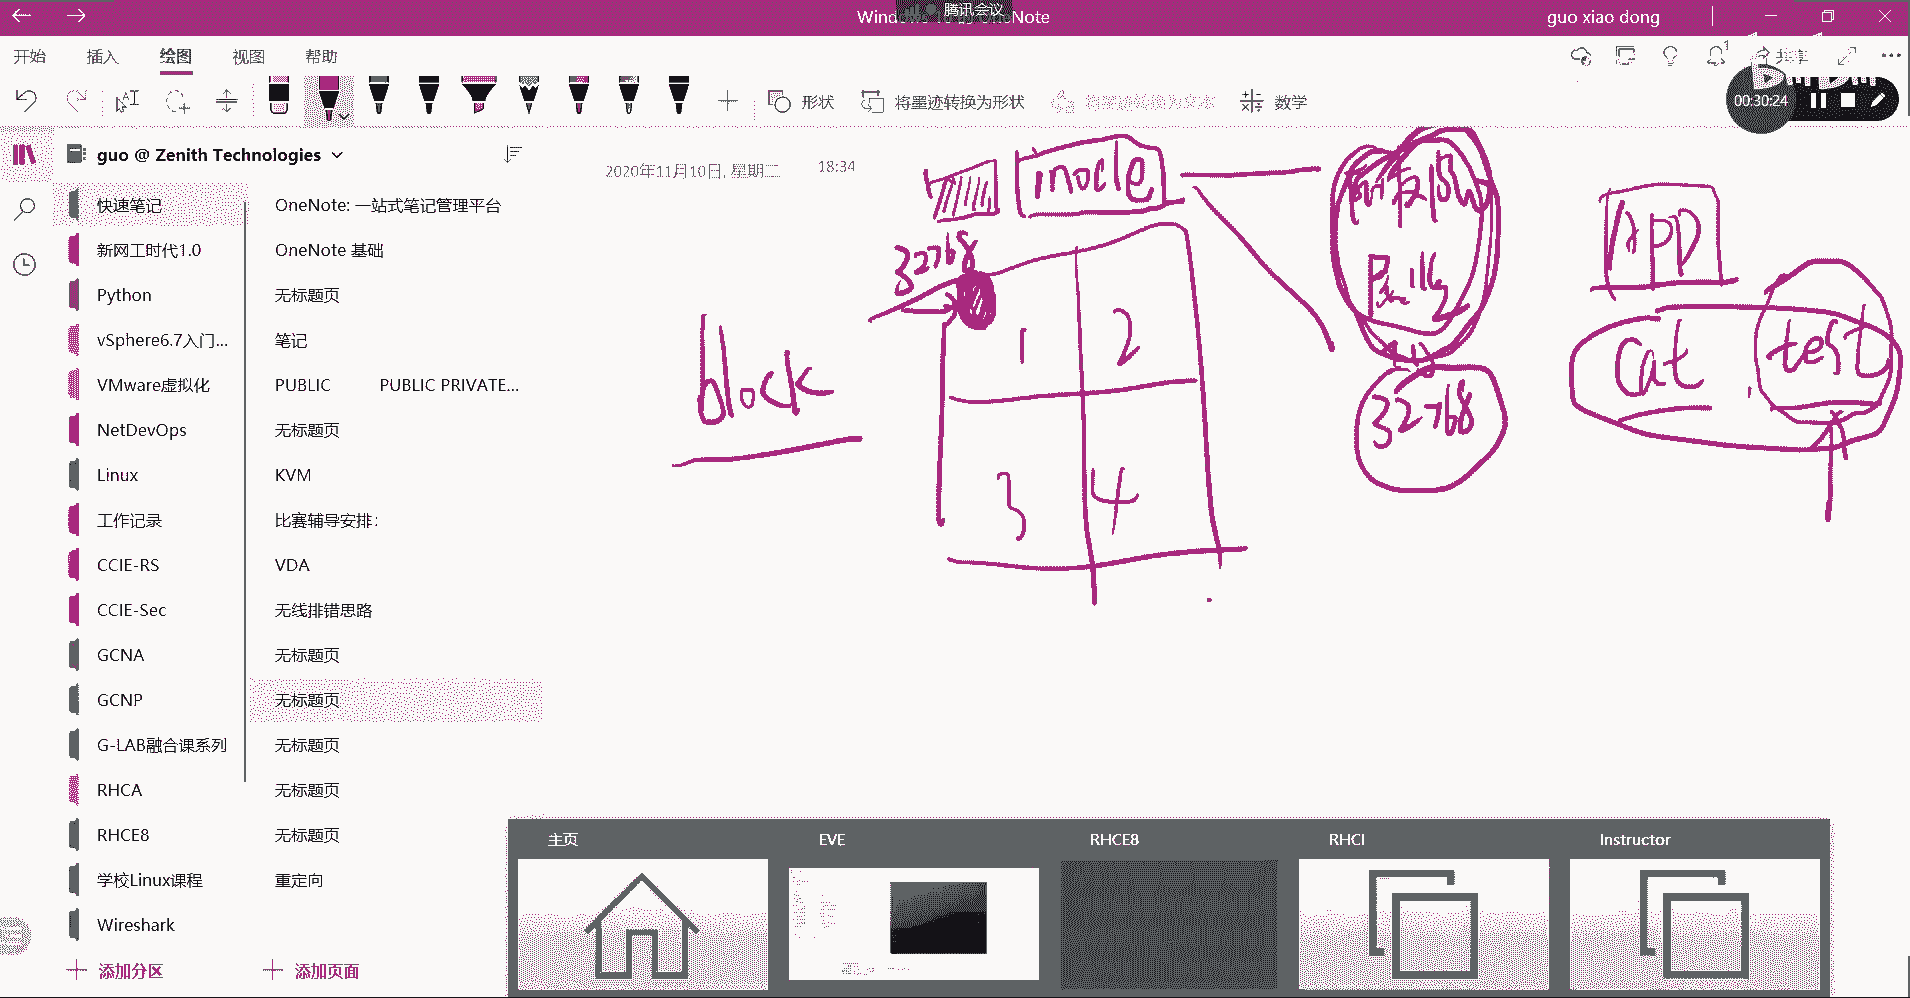 腾讯会议
guo xiao dong
开始 插入 绘图 视图 帮助
形状 将墨迹转换为形状 数学
00:30:24
guo @ Zenith Technologies
2020年11月10日, 星期二 18:34
快速笔记
新网工时代1.0
Python
vSphere6.7入门...
VMware虚拟化
NetDevOps
Linux
工作记录
CCIE-RS
CCIE-Sec
GCNA
GCNP
G-LAB融合课系列
RHCA
RHCE8
学校Linux课程
Wireshark
添加分区
OneNote: 一站式笔记管理平台
OneNote 基础
无标题页
笔记
PUBLIC PUBLIC PRIVATE...
无标题页
KVM
比赛辅导安排:
VDA
无线排错思路
无标题页
无标题页
无标题页
无标题页
无标题页
重定向
添加页面
inode
32768
block
1 2
3 4
32768
APP
cat test
主页 EVE RHCE8 RHCI Instructor